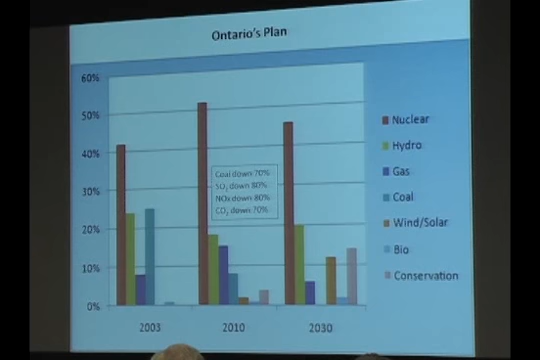 Ontario's Plan
60%
50%
40%
30%
20%
10%
0%
Coal down 70%
SO2 down 80%
NOx down 80%
CO2 down 70%
2003
2010
2030
Nuclear
Hydro
Gas
Coal
Wind/Solar
Bio
Conservation